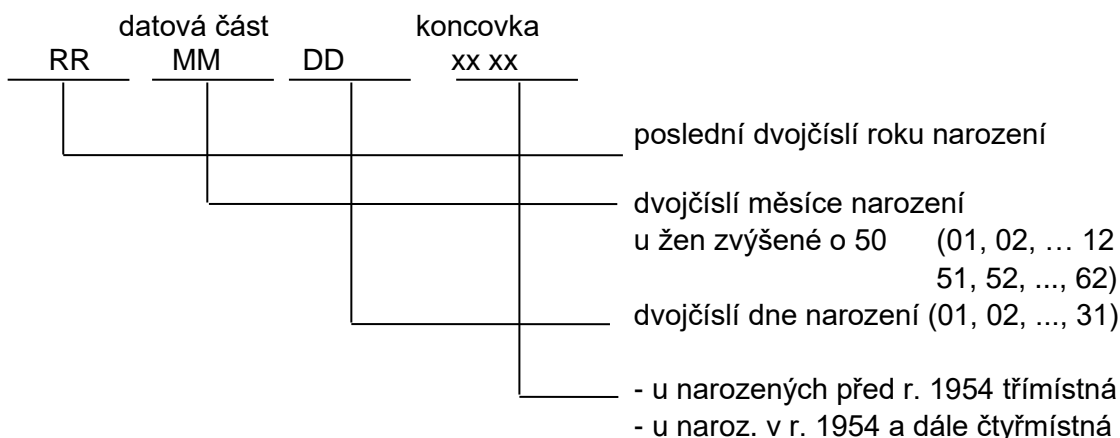 datová část koncovka
RR MM DD xx xx
poslední dvojčíslí roku narození
dvojčíslí měsíce narození
u žen zvýšené o 50 (01, 02, … 12
51, 52, ..., 62)
dvojčíslí dne narození (01, 02, ..., 31)
- u narozených před r. 1954 třímístná
- u naroz. v r. 1954 a dále čtyřmístná